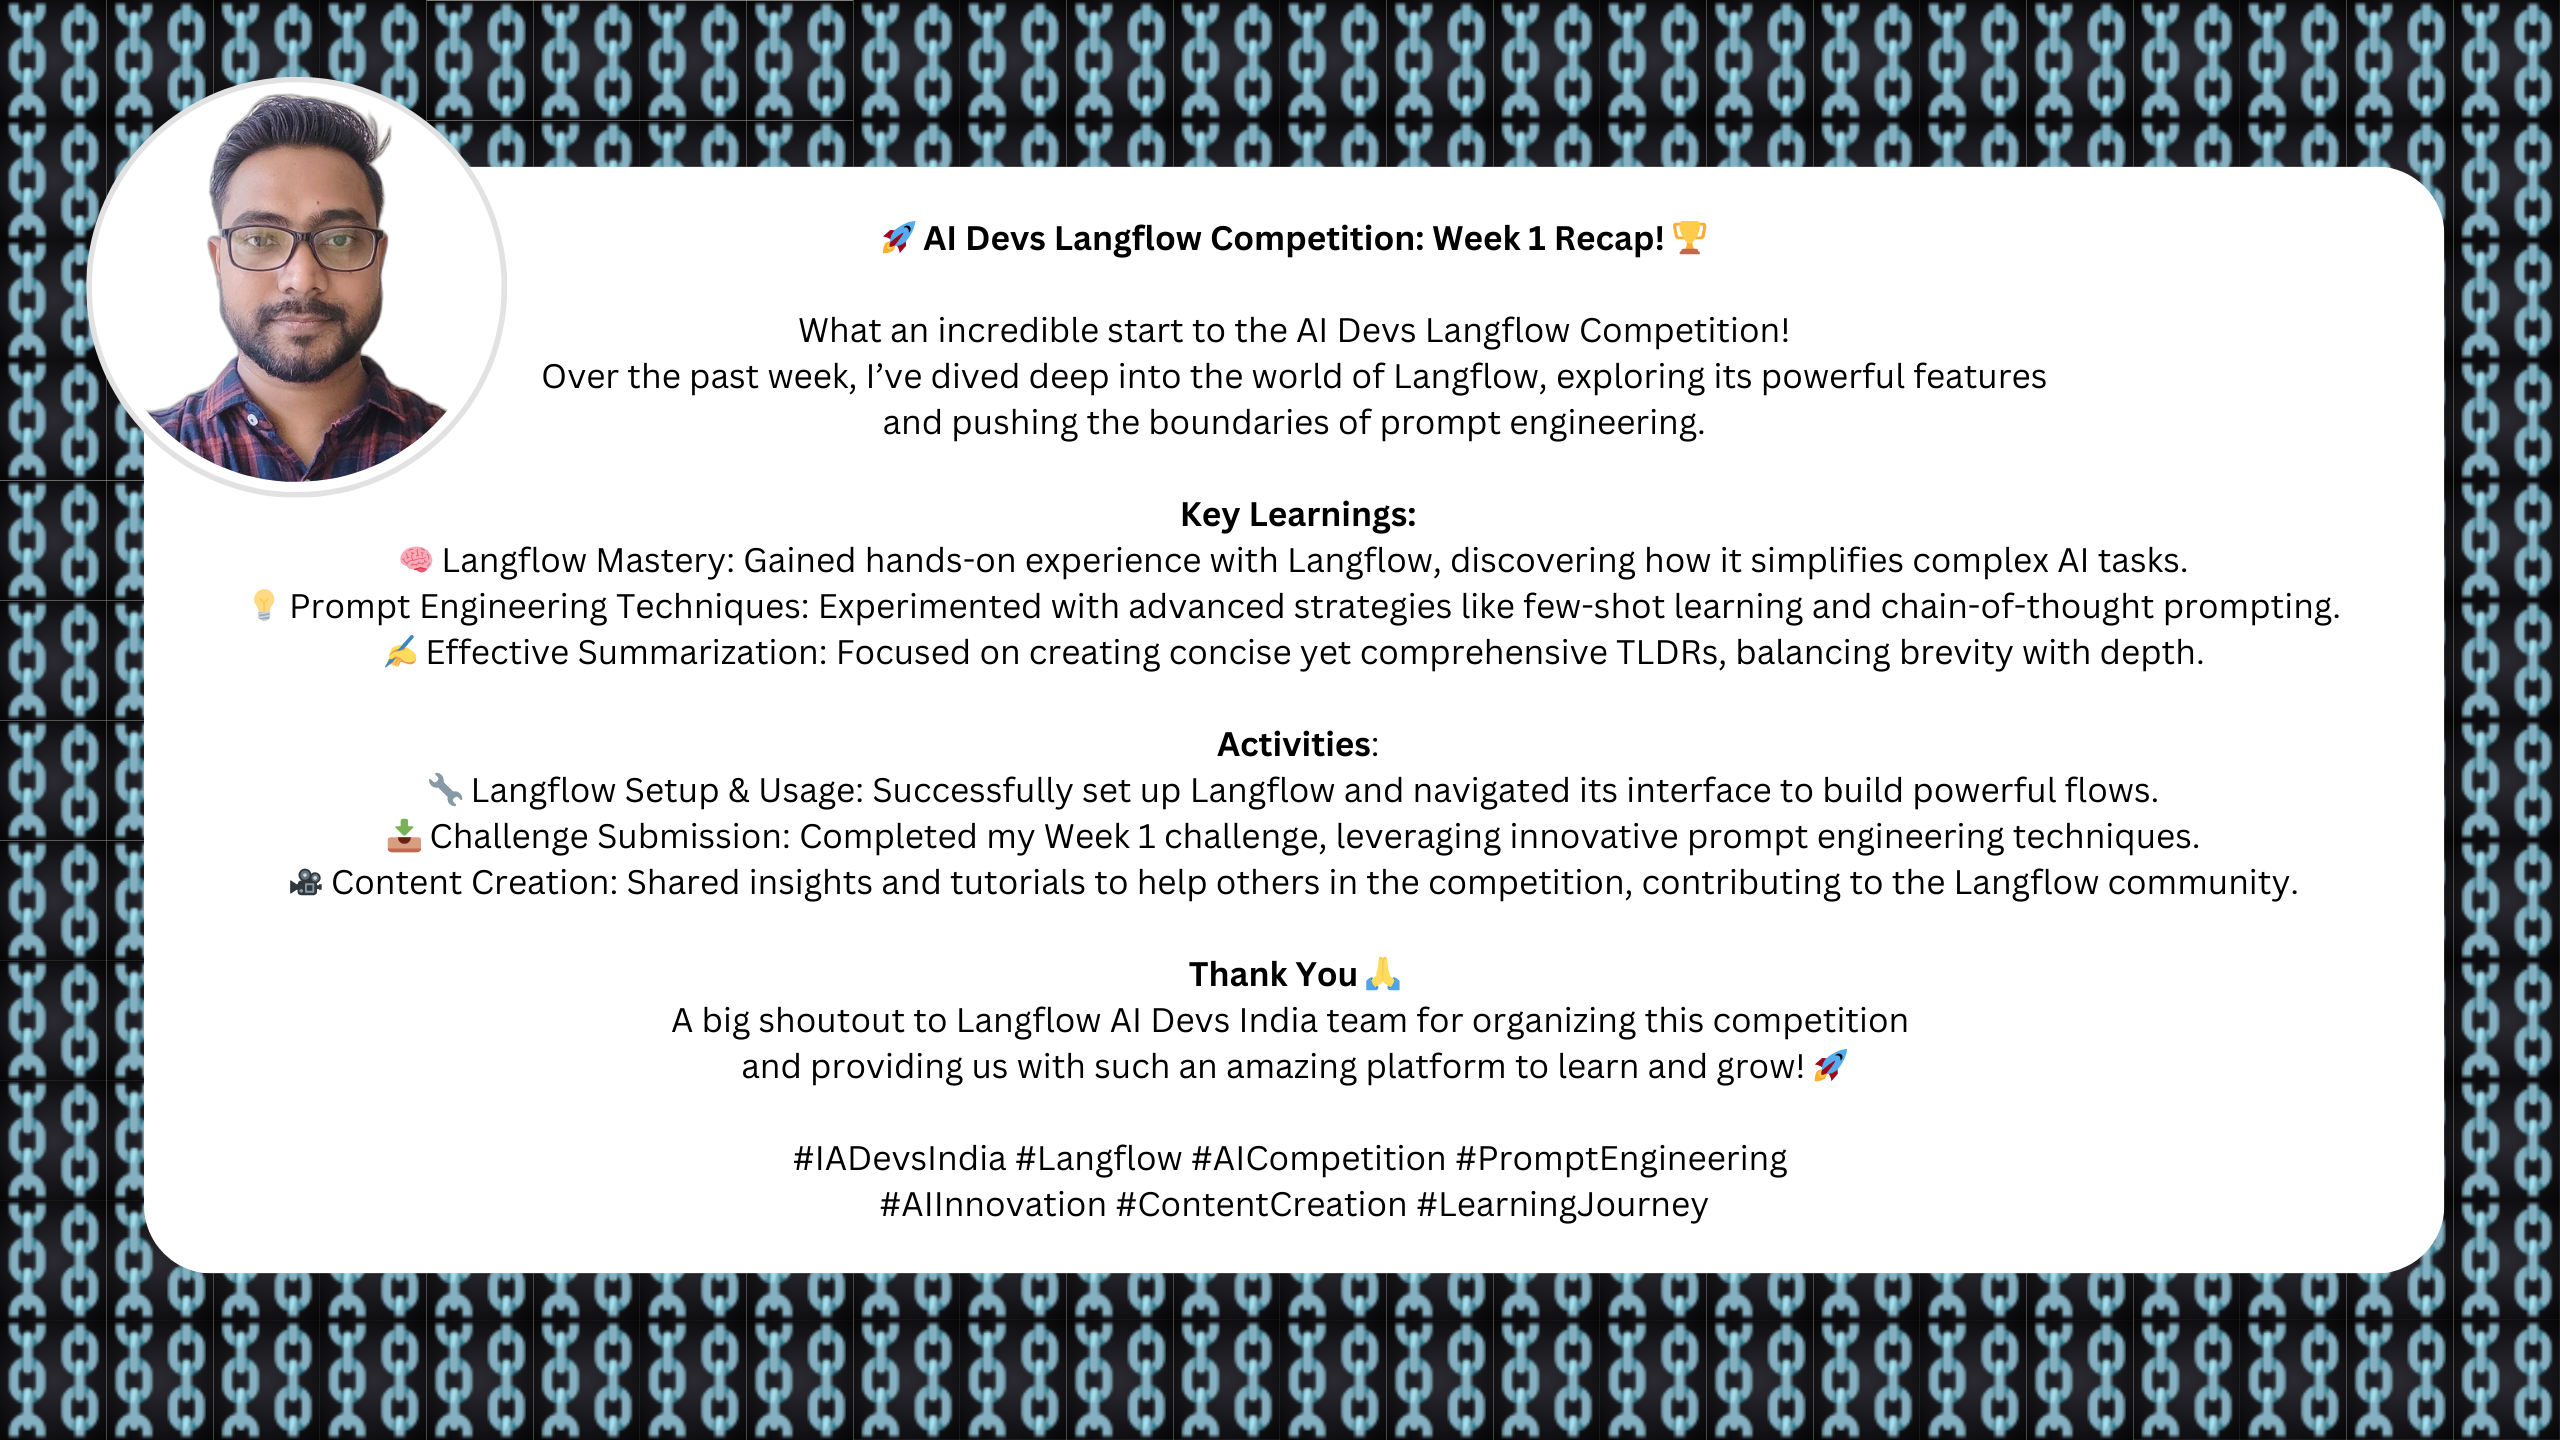 🚀 AI Devs Langflow Competition: Week 1 Recap! 🏆
What an incredible start to the AI Devs Langflow Competition!
Over the past week, I’ve dived deep into the world of Langflow, exploring its powerful features
and pushing the boundaries of prompt engineering.
Key Learnings:
🧠 Langflow Mastery: Gained hands-on experience with Langflow, discovering how it simplifies complex AI tasks.
💡 Prompt Engineering Techniques: Experimented with advanced strategies like few-shot learning and chain-of-thought prompting.
✍️ Effective Summarization: Focused on creating concise yet comprehensive TLDRs, balancing brevity with depth.
Activities:
🔧 Langflow Setup & Usage: Successfully set up Langflow and navigated its interface to build powerful flows.
📥 Challenge Submission: Completed my Week 1 challenge, leveraging innovative prompt engineering techniques.
🎥 Content Creation: Shared insights and tutorials to help others in the competition, contributing to the Langflow community.
Thank You 🙏
A big shoutout to Langflow AI Devs India team for organizing this competition
and providing us with such an amazing platform to learn and grow! 🚀
#IADevsIndia #Langflow #AICompetition #PromptEngineering
#AIInnovation #ContentCreation #LearningJourney